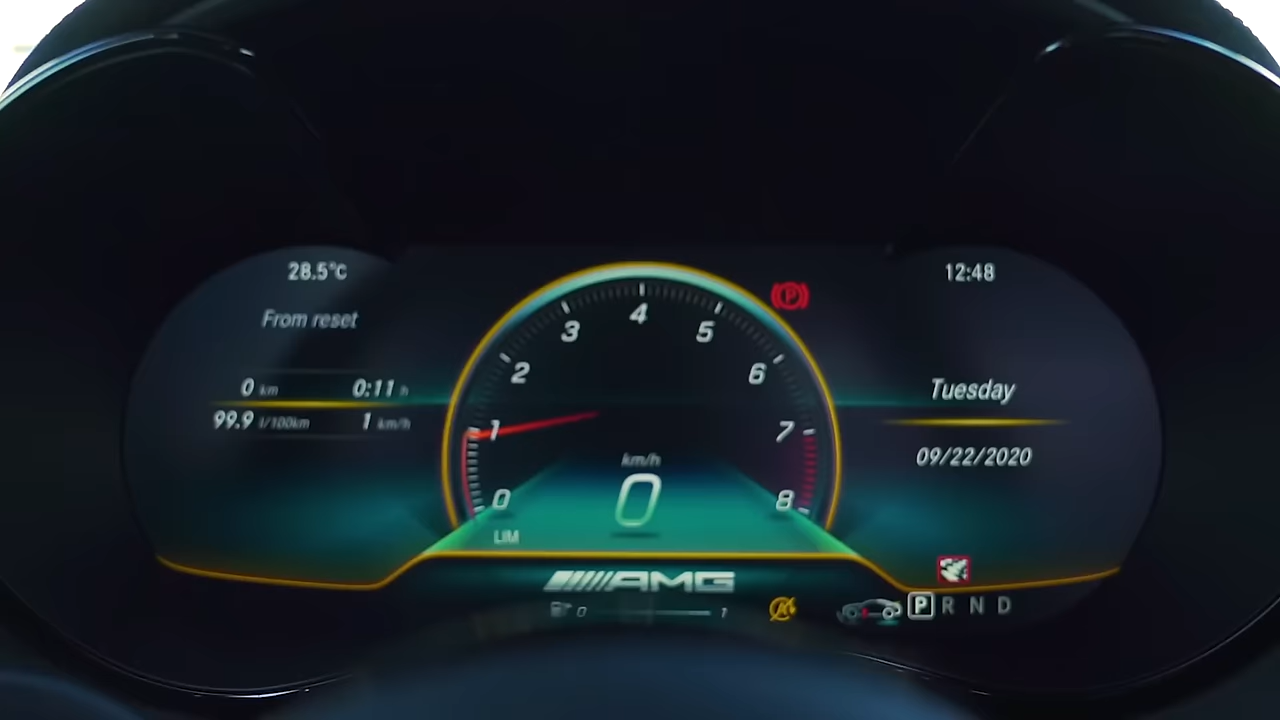 28.5°C
12:48
From reset
0 km 0:11 h
99.9 l/100km 1 km/h
0
1
2
3
4
5
6
7
8
km/h
0
LIM
P
Tuesday
09/22/2020
AMG
0 1
A
P R N D